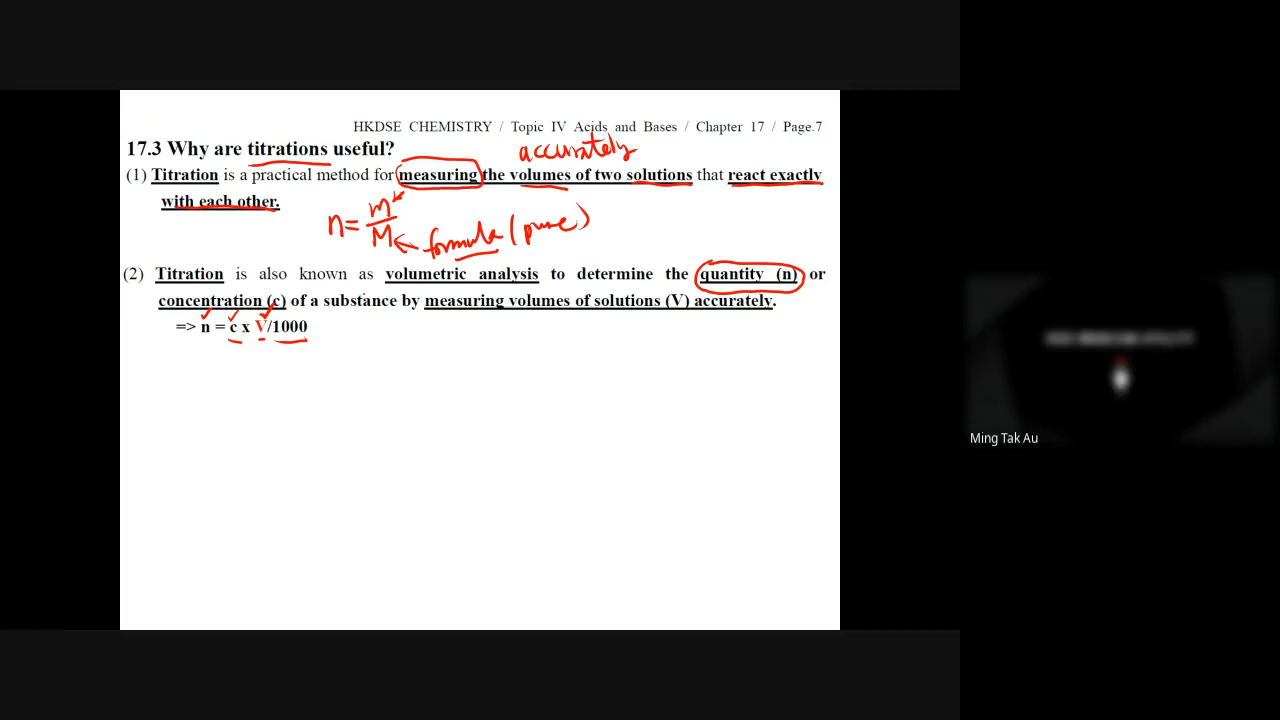 HKDSE CHEMISTRY / Topic IV Acids and Bases / Chapter 17 / Page.7
17.3 Why are titrations useful?
accurately
(1) Titration is a practical method for measuring the volumes of two solutions that react exactly
with each other.
n = m/M ← formula (pure)
(2) Titration is also known as volumetric analysis to determine the quantity (n) or
concentration (c) of a substance by measuring volumes of solutions (V) accurately.
=> n = c x V/1000
Ming Tak Au